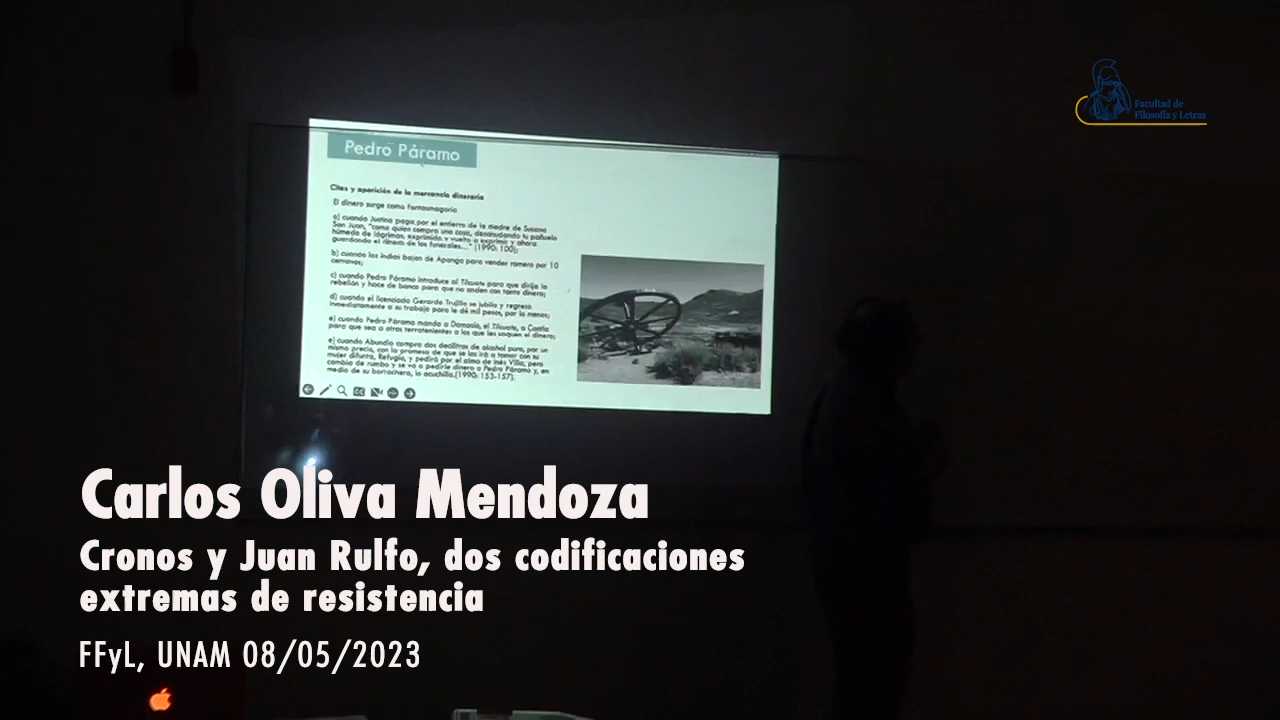 Facultad de
Filosofía y Letras
Pedro Páramo
Citas y aparición de la mercancía dineraria
El dinero surge como fantasmagoria
a) cuando Justina paga por el entierro de la madre de Susana
San Juan, "como quien compra una cosa, desanudando tu pañuelo
húmedo de lágrimas, exprimido y vuelto a exprimir y ahora
guardando el dinero de los funerales..." (1990: 100);
b) cuando los indios bajan de Apango para vender romero por 10
centavos;
c) cuando Pedro Páramo introduce al Tilcuate para que dirija la
rebelión y hace de banco para que no anden con tanto dinero;
d) cuando el licenciado Gerardo Trujillo se jubila y regresa
inmediatamente a su trabajo para le dé mil pesos, por lo menos;
e) cuando Pedro Páramo manda a Damasio, el Tilcuate, a Contla
para que sea a otros terratenientes a los que les saquen el dinero;
e) cuando Abundio compra dos decilitros de alcohol puro, por un
mismo precio, con la promesa de que se los irá a tomar con su
mujer difunta, Refugio, y pedirá por el alma de Inés Villa, pero
cambia de rumbo y se va a pedirle dinero a Pedro Páramo y, en
medio de su borrachera, lo acuchilla.(1990: 153-157).
Carlos Oliva Mendoza
Cronos y Juan Rulfo, dos codificaciones
extremas de resistencia
FFyL, UNAM 08/05/2023